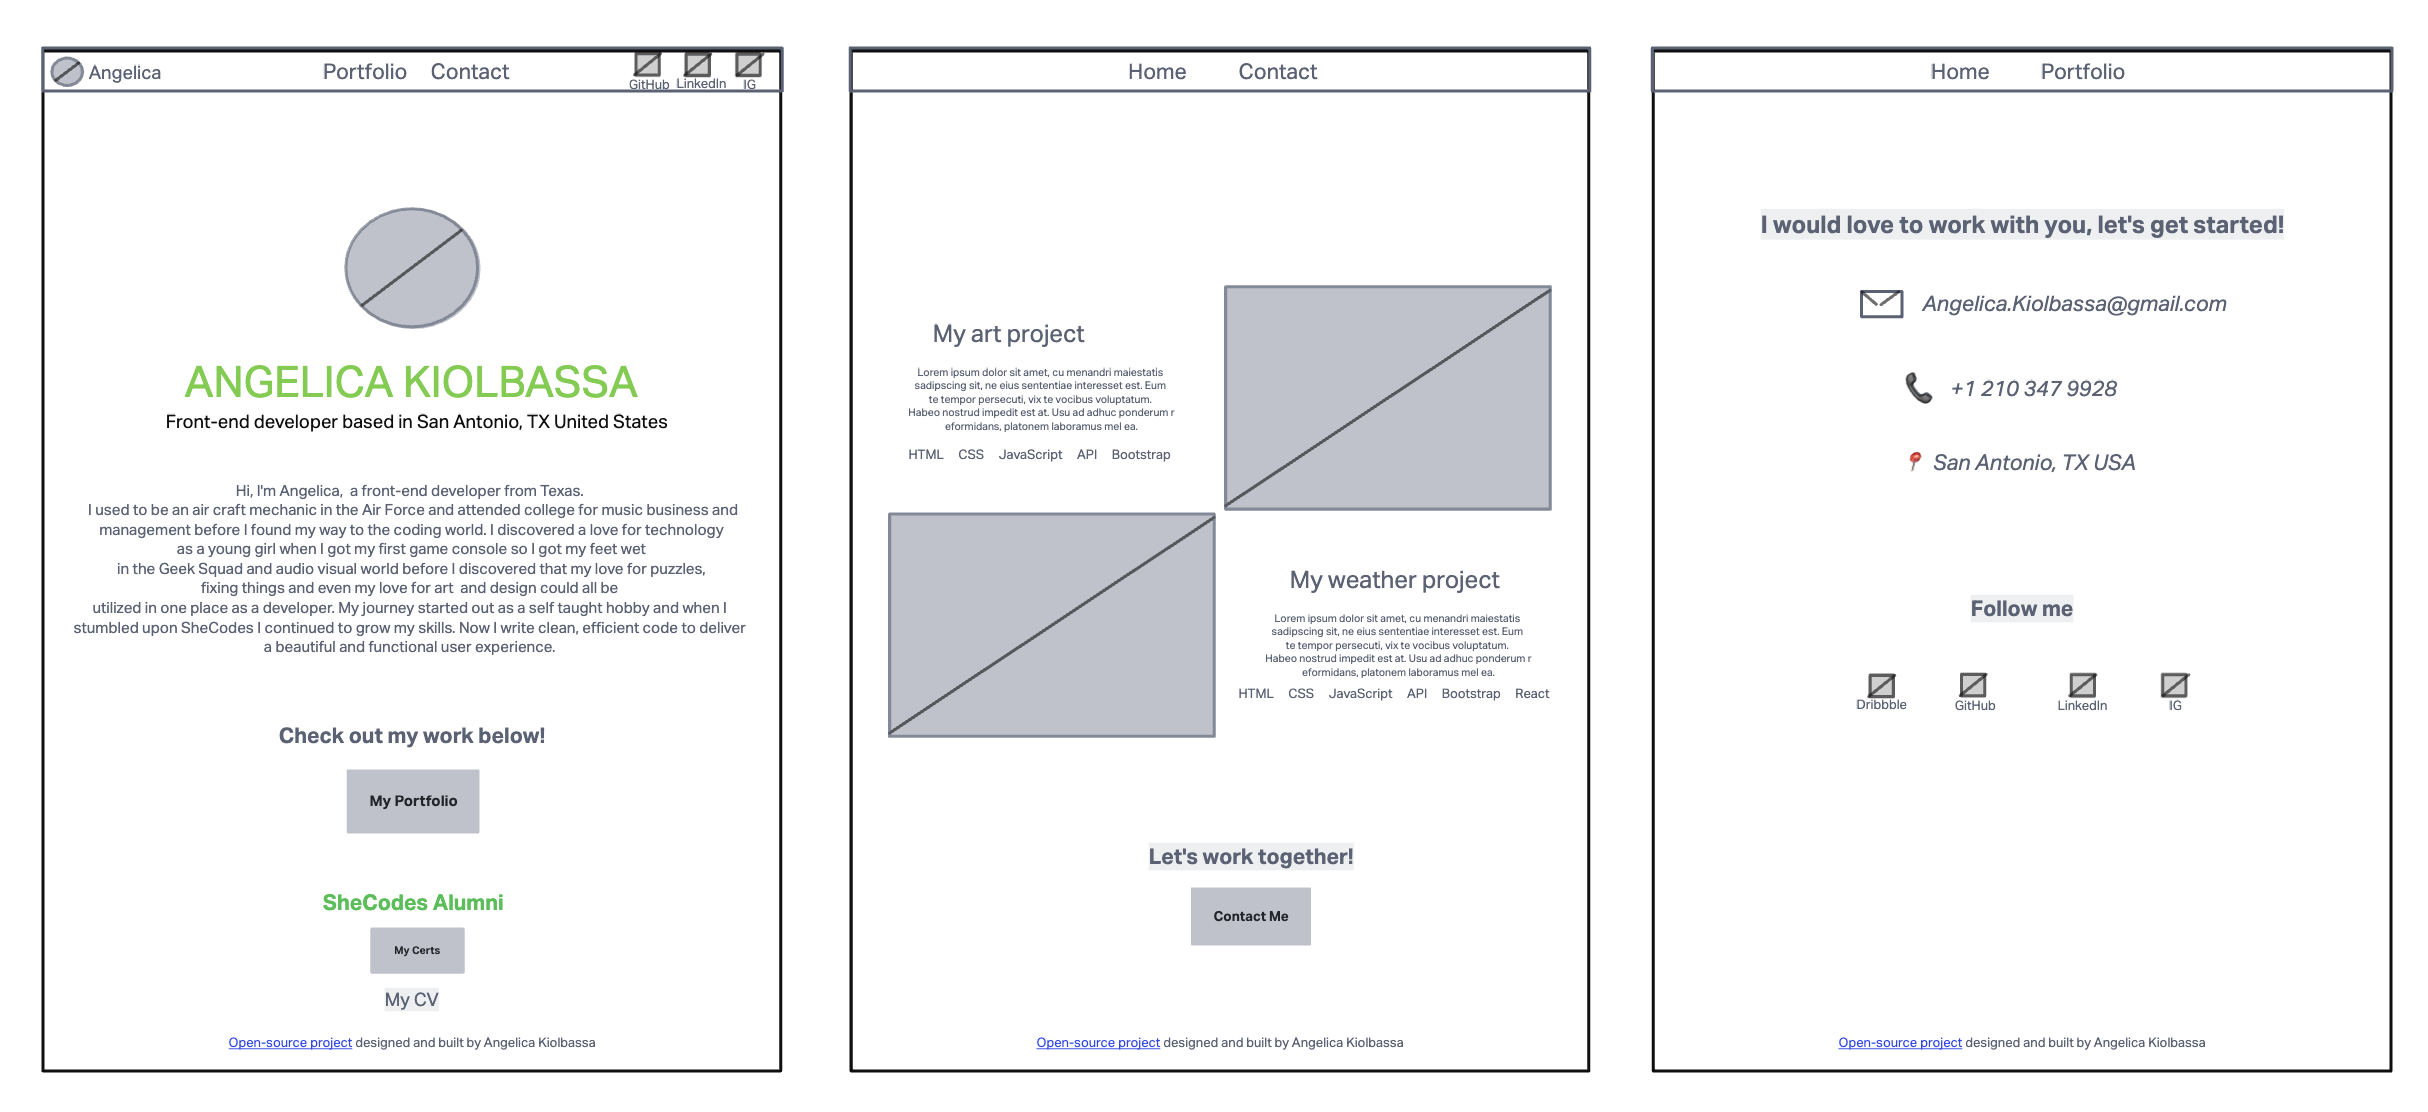 Angelica
Portfolio Contact
GitHub LinkedIn IG
ANGELICA KIOLBASSA
Front-end developer based in San Antonio, TX United States
Hi, I'm Angelica, a front-end developer from Texas.
I used to be an air craft mechanic in the Air Force and attended college for music business and
management before I found my way to the coding world. I discovered a love for technology
as a young girl when I got my first game console so I got my feet wet
in the Geek Squad and audio visual world before I discovered that my love for puzzles,
fixing things and even my love for art and design could all be
utilized in one place as a developer. My journey started out as a self taught hobby and when I
stumbled upon SheCodes I continued to grow my skills. Now I write clean, efficient code to deliver
a beautiful and functional user experience.
Check out my work below!
My Portfolio
SheCodes Alumni
My Certs
My CV
Open-source project designed and built by Angelica Kiolbassa
Home Contact
My art project
Lorem ipsum dolor sit amet, cu menandri maiestatis
sadipscing sit, ne eius sententiae interesset est. Eum
te tempor persecuti, vix te vocibus voluptatum.
Habeo nostrud impedit est at. Usu ad adhuc ponderum r
eformidans, platonem laboramus mel ea.
HTML CSS JavaScript API Bootstrap
My weather project
Lorem ipsum dolor sit amet, cu menandri maiestatis
sadipscing sit, ne eius sententiae interesset est. Eum
te tempor persecuti, vix te vocibus voluptatum.
Habeo nostrud impedit est at. Usu ad adhuc ponderum r
eformidans, platonem laboramus mel ea.
HTML CSS JavaScript API Bootstrap React
Let's work together!
Contact Me
Open-source project designed and built by Angelica Kiolbassa
Home Portfolio
I would love to work with you, let's get started!
Angelica.Kiolbassa@gmail.com
+1 210 347 9928
San Antonio, TX USA
Follow me
Dribbble GitHub LinkedIn IG
Open-source project designed and built by Angelica Kiolbassa